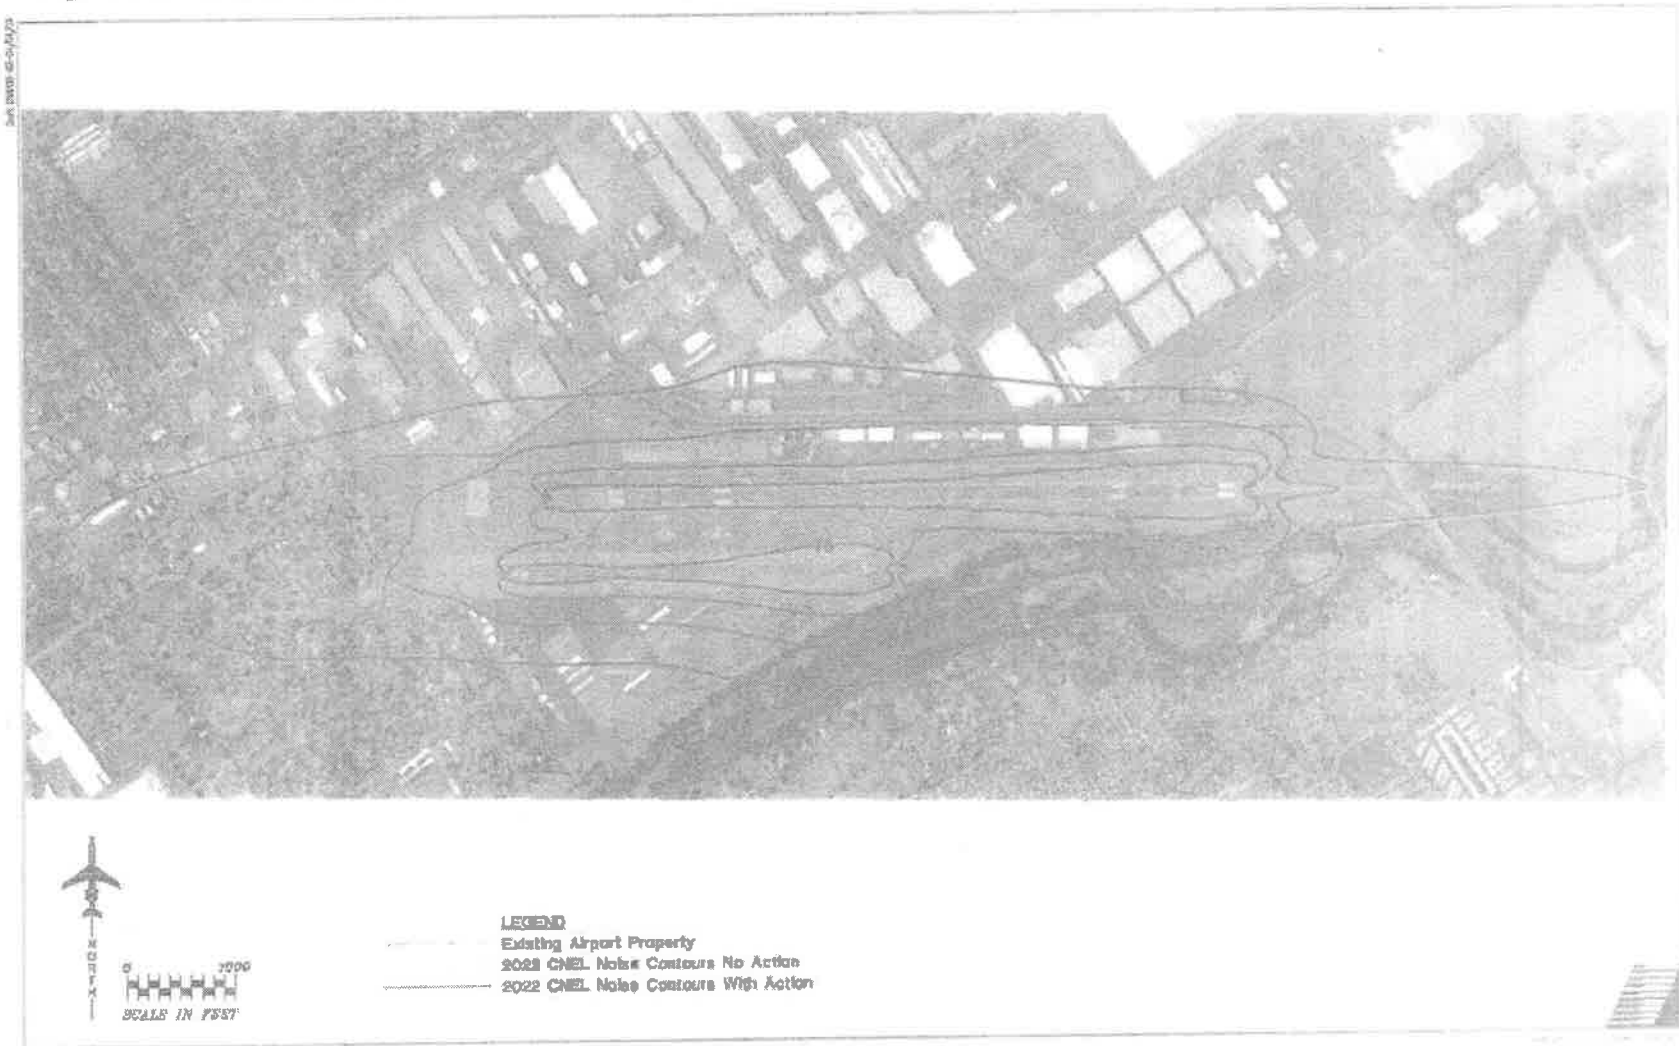 LEGEND
Existing Airport Property
2022 CNEL Noise Contours No Action
2022 CNEL Noise Contours With Action
NORTH
0 1000
SCALE IN FEET